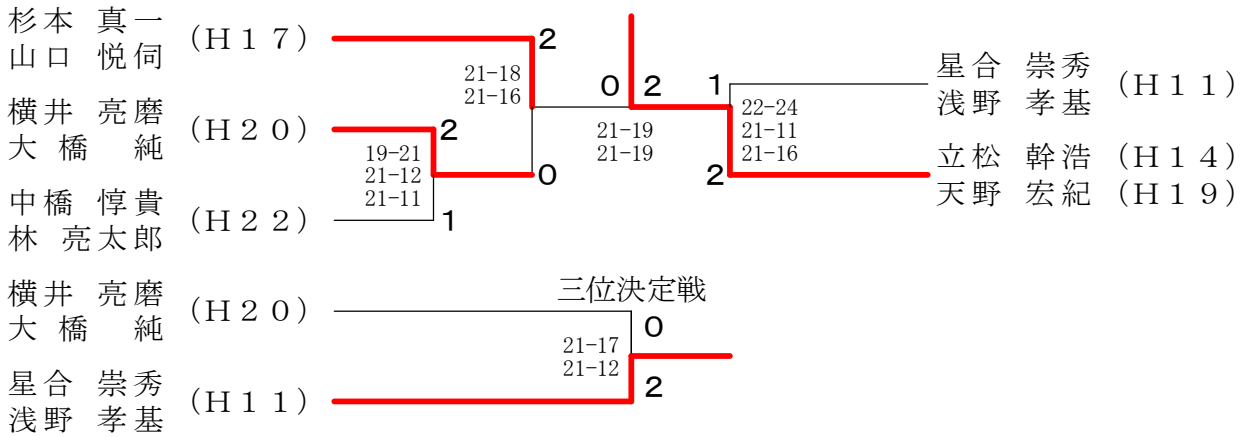 杉本 真一
山口 悦伺
(H17)
2
21-18
21-16
横井 亮磨
大橋 純
(H20)
2
19-21
21-12
21-11
0
中橋 惇貴
林 亮太郎
(H22)
1
0 2
21-19
21-19
1
22-24
21-11
21-16
2
星合 崇秀
浅野 孝基
(H11)
立松 幹浩 (H14)
天野 宏紀 (H19)
三位決定戦
横井 亮磨
大橋 純
(H20)
0
21-17
21-12
2
星合 崇秀
浅野 孝基
(H11)